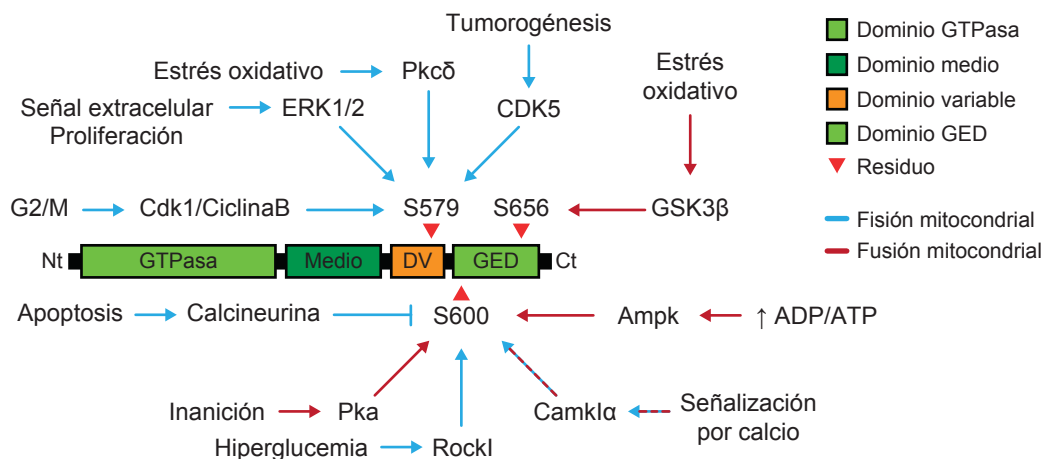 Tumorogénesis
Estrés oxidativo
Pkcδ
Señal extracelular
Proliferación
ERK1/2
CDK5
Estrés
oxidativo
Dominio GTPasa
Dominio medio
Dominio variable
Dominio GED
Residuo
Fisión mitocondrial
Fusión mitocondrial
G2/M
Cdk1/CiclinaB
S579
S656
GSK3β
Nt
GTPasa
Medio
DV
GED
Ct
Apoptosis
Calcineurina
S600
Ampk
↑ ADP/ATP
Inanición
Pka
CamkIα
Señalización
por calcio
Hiperglucemia
RockI